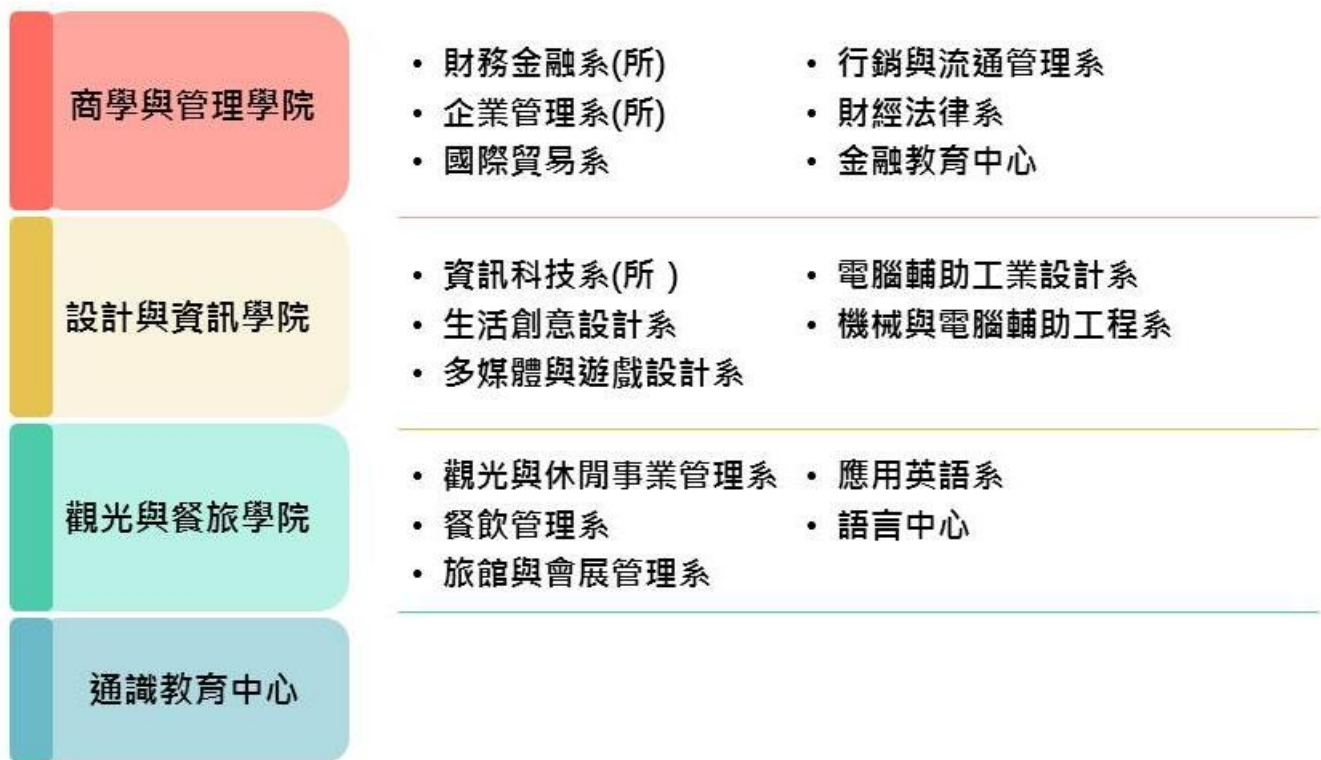 商學與管理學院
• 財務金融系(所)
• 企業管理系(所)
• 國際貿易系
• 行銷與流通管理系
• 財經法律系
• 金融教育中心
設計與資訊學院
• 資訊科技系(所 )
• 生活創意設計系
• 多媒體與遊戲設計系
• 電腦輔助工業設計系
• 機械與電腦輔助工程系
觀光與餐旅學院
• 觀光與休閒事業管理系
• 餐飲管理系
• 旅館與會展管理系
• 應用英語系
• 語言中心
通識教育中心